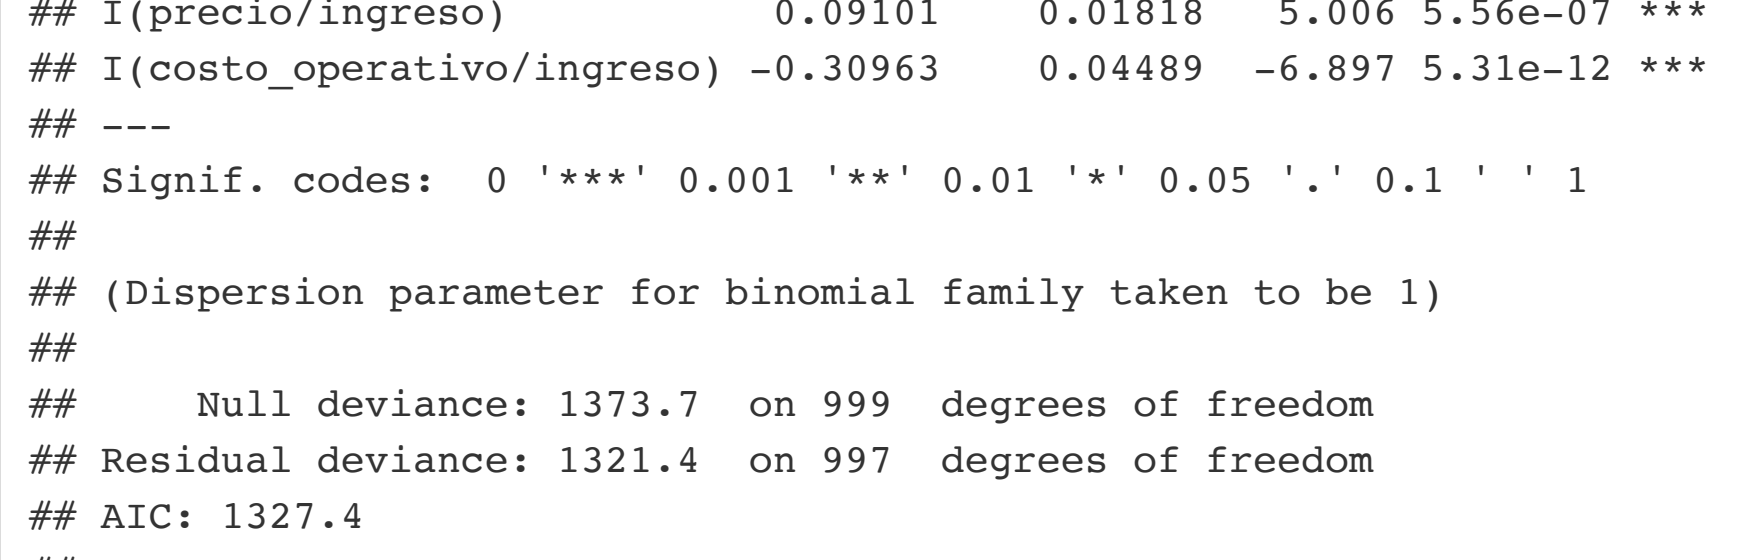 ## I(precio/ingreso)           0.09101    0.01818   5.006 5.56e-07 ***
## I(costo_operativo/ingreso) -0.30963    0.04489  -6.897 5.31e-12 ***
## ---
## Signif. codes:  0 '***' 0.001 '**' 0.01 '*' 0.05 '.' 0.1 ' ' 1
##
## (Dispersion parameter for binomial family taken to be 1)
##
##     Null deviance: 1373.7  on 999  degrees of freedom
## Residual deviance: 1321.4  on 997  degrees of freedom
## AIC: 1327.4
##